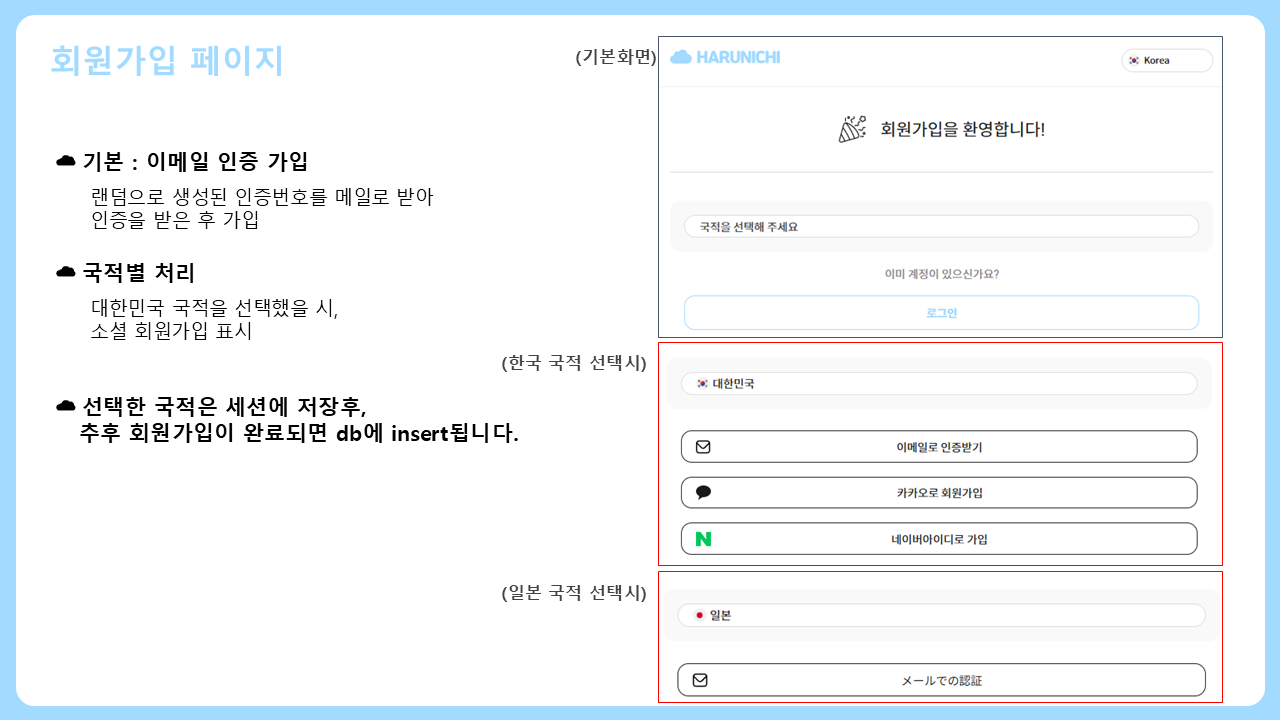 회원가입 페이지
기본 : 이메일 인증 가입
랜덤으로 생성된 인증번호를 메일로 받아
인증을 받은 후 가입
국적별 처리
대한민국 국적을 선택했을 시,
소셜 회원가입 표시
선택한 국적은 세션에 저장후,
추후 회원가입이 완료되면 db에 insert됩니다.
(기본화면)
HARUNICHI
Korea
회원가입을 환영합니다!
국적을 선택해 주세요
이미 계정이 있으신가요?
로그인
(한국 국적 선택시)
대한민국
이메일로 인증받기
카카오로 회원가입
N 네이버아이디로 가입
(일본 국적 선택시)
일본
メールでの認証